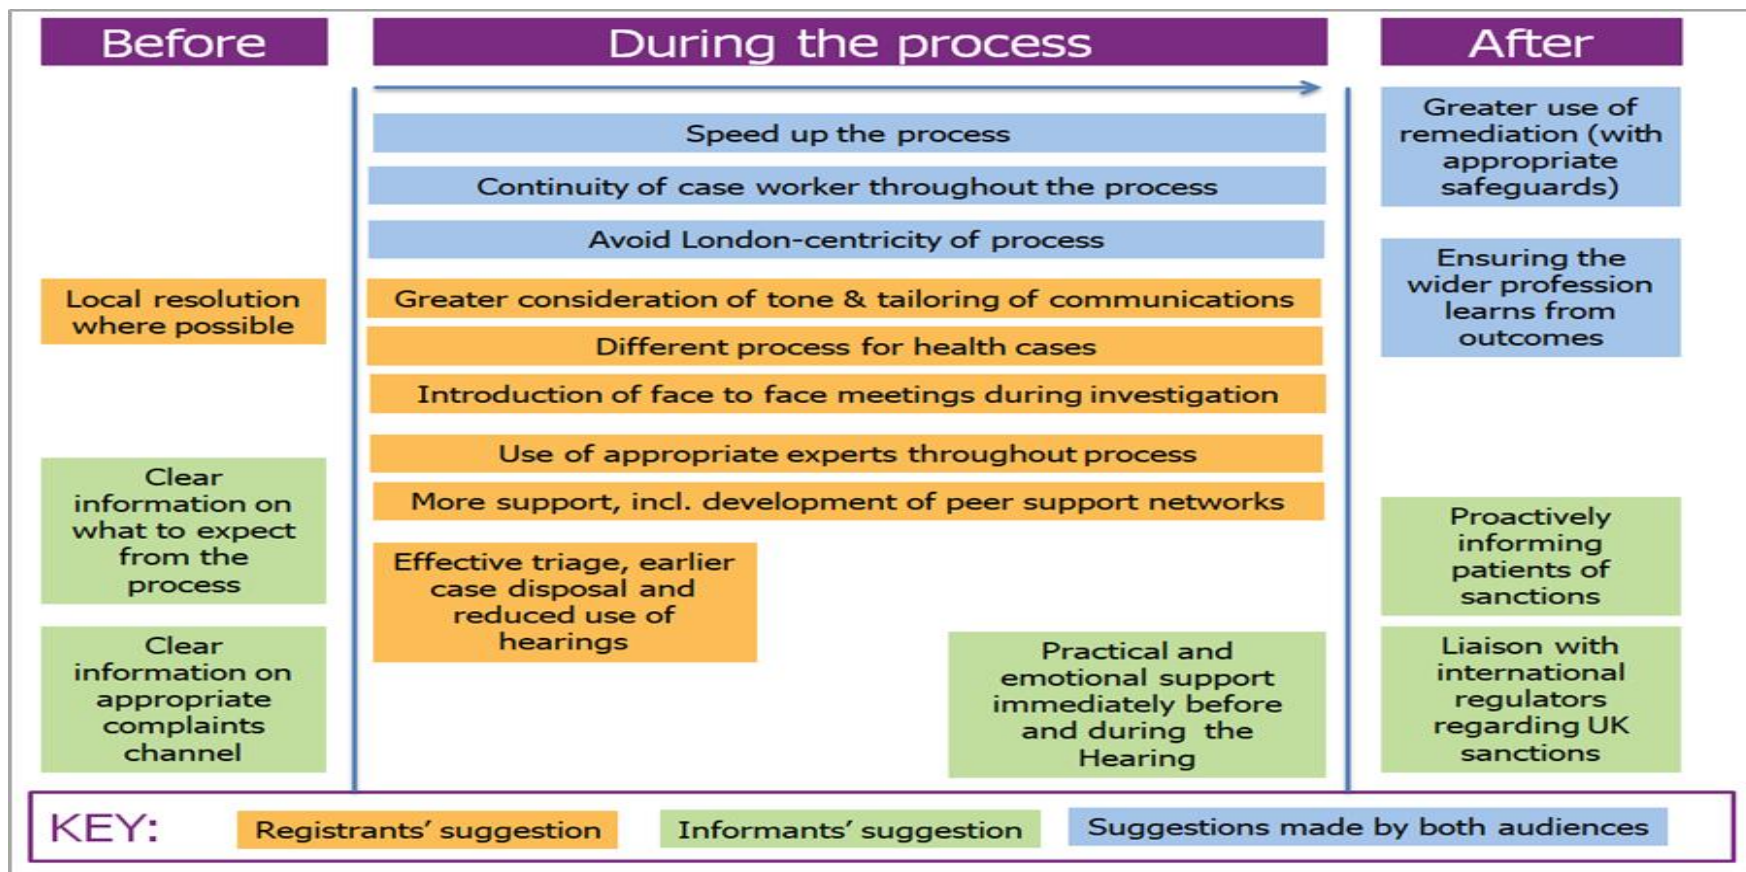 Before
During the process
After
Speed up the process
Continuity of case worker throughout the process
Avoid London-centricity of process
Greater use of
remediation (with
appropriate
safeguards)
Ensuring the
wider profession
learns from
outcomes
Local resolution
where possible
Greater consideration of tone & tailoring of communications
Different process for health cases
Introduction of face to face meetings during investigation
Use of appropriate experts throughout process
More support, incl. development of peer support networks
Clear
information on
what to expect
from the
process
Clear
information on
appropriate
complaints
channel
Effective triage, earlier
case disposal and
reduced use of
hearings
Practical and
emotional support
immediately before
and during the
Hearing
Proactively
informing
patients of
sanctions
Liaison with
international
regulators
regarding UK
sanctions
KEY:
Registrants’ suggestion
Informants’ suggestion
Suggestions made by both audiences